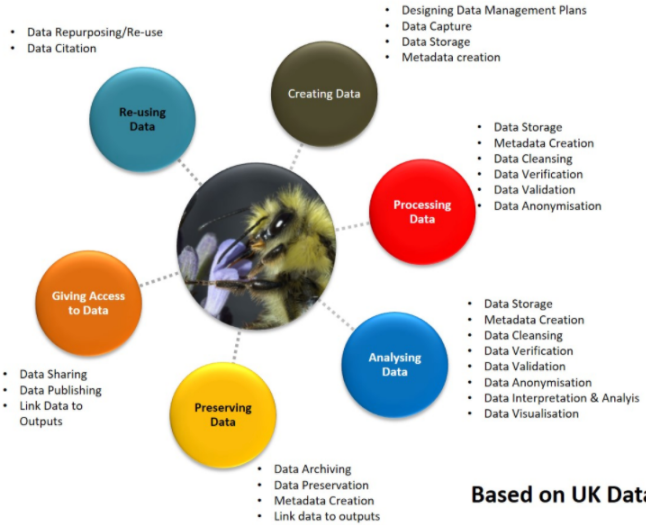 • Designing Data Management Plans
• Data Capture
• Data Storage
• Metadata creation
• Data Repurposing/Re-use
• Data Citation
Creating Data
Re-using
Data
• Data Storage
• Metadata Creation
• Data Cleansing
• Data Verification
• Data Validation
• Data Anonymisation
Processing
Data
Giving Access
to Data
• Data Storage
• Metadata Creation
• Data Cleansing
• Data Verification
• Data Validation
• Data Anonymisation
• Data Interpretation & Analyis
• Data Visualisation
Analysing
Data
• Data Sharing
• Data Publishing
• Link Data to
Outputs
Preserving
Data
• Data Archiving
• Data Preservation
• Metadata Creation
• Link data to outputs
Based on UK Data